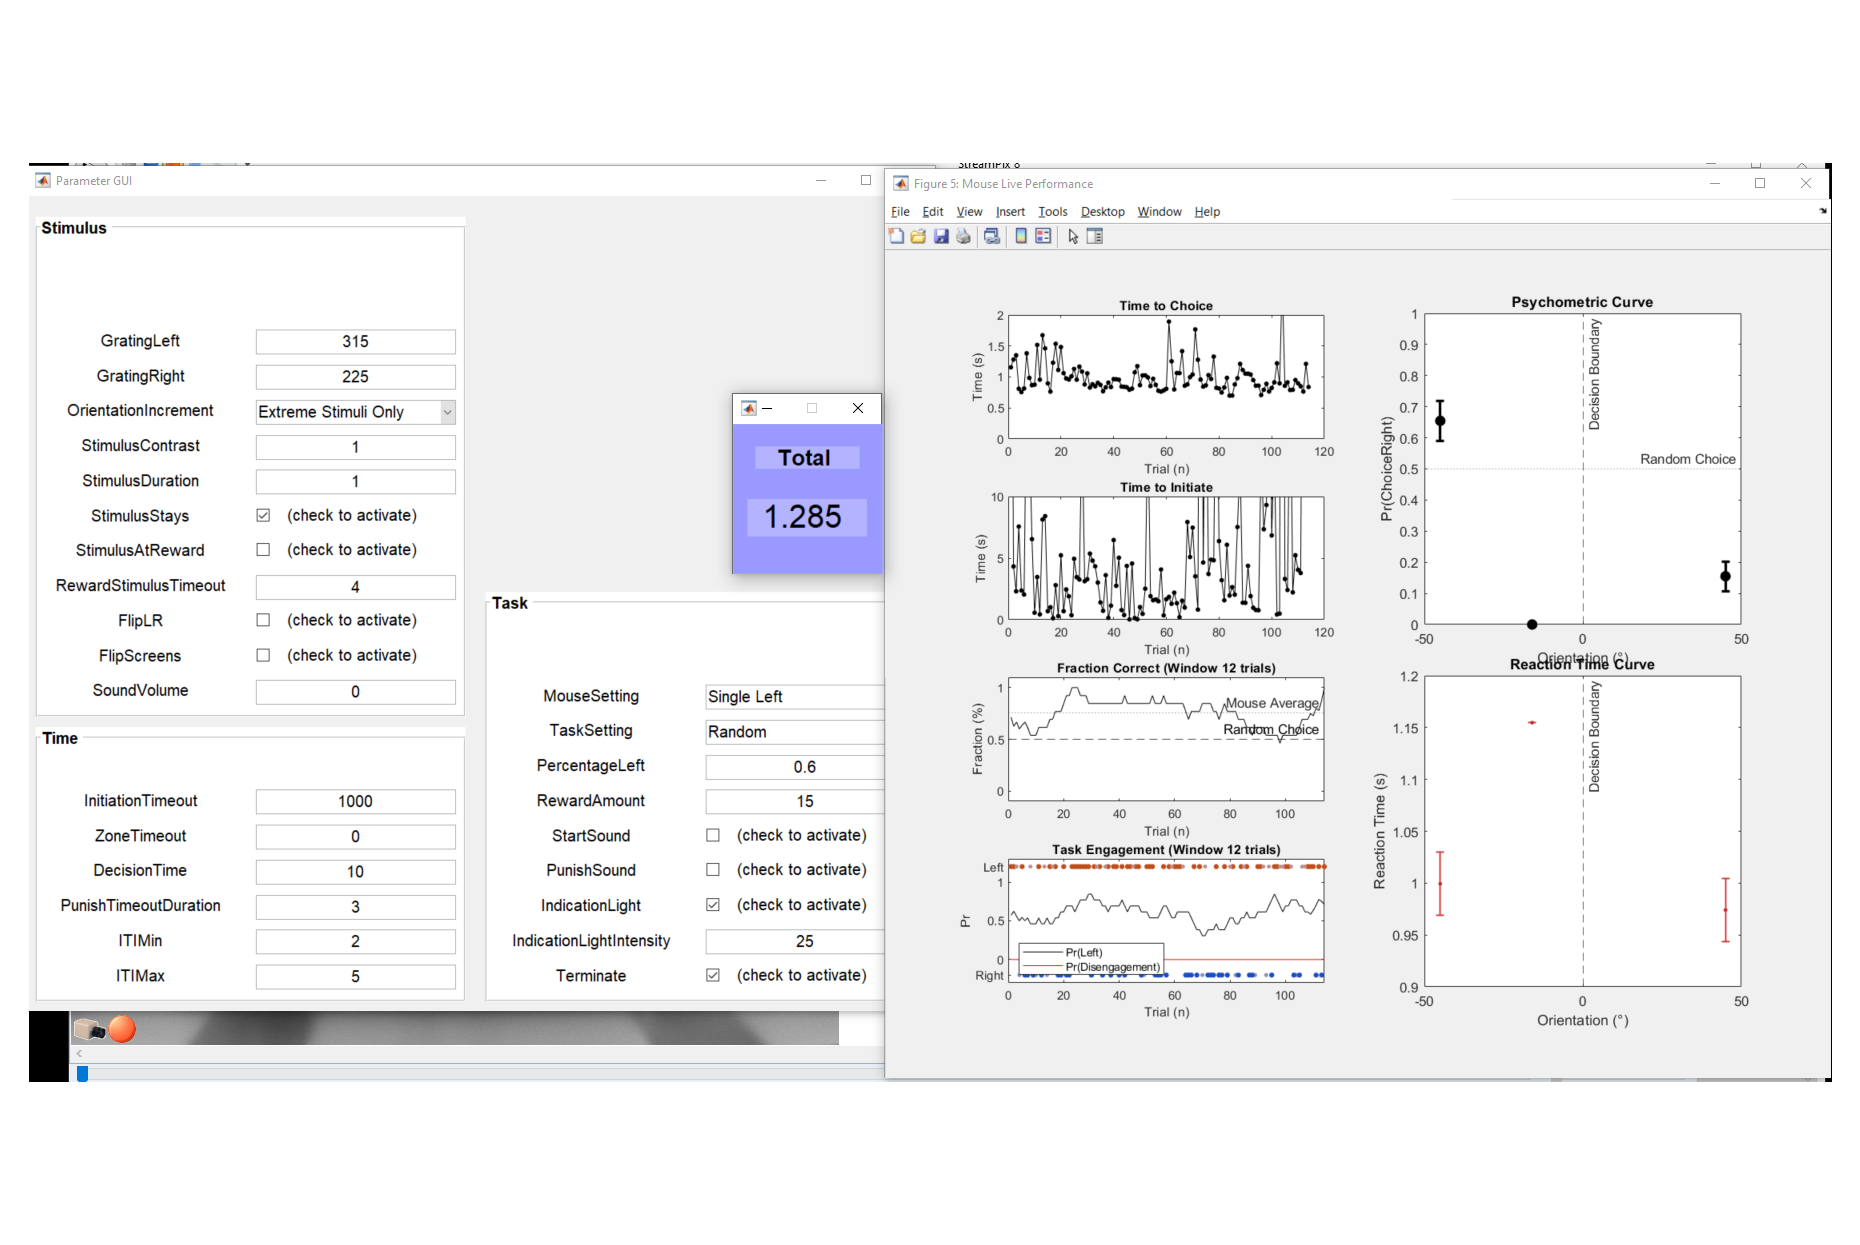 StreamPix 8
Parameter GUI
Stimulus
GratingLeft 315
GratingRight 225
OrientationIncrement Extreme Stimuli Only
StimulusContrast 1
StimulusDuration 1
StimulusStays (check to activate)
StimulusAtReward (check to activate)
RewardStimulusTimeout 4
FlipLR (check to activate)
FlipScreens (check to activate)
SoundVolume 0
Time
InitiationTimeout 1000
ZoneTimeout 0
DecisionTime 10
PunishTimeoutDuration 3
ITIMin 2
ITIMax 5
Total
1.285
Task
MouseSetting Single Left
TaskSetting Random
PercentageLeft 0.6
RewardAmount 15
StartSound (check to activate)
PunishSound (check to activate)
IndicationLight (check to activate)
IndicationLightIntensity 25
Terminate (check to activate)
Figure 5: Mouse Live Performance
File Edit View Insert Tools Desktop Window Help
Time to Choice
2
1.5
1
0.5
0
Time (s)
0 20 40 60 80 100 120
Trial (n)
Time to Initiate
10
5
0
Time (s)
0 20 40 60 80 100 120
Trial (n)
Fraction Correct (Window 12 trials)
1
0.5
0
Fraction (%)
Mouse Average
Random Choice
0 20 40 60 80 100
Trial (n)
Task Engagement (Window 12 trials)
Left
1
0.5
0
Right
Pr
Pr(Left)
Pr(Disengagement)
0 20 40 60 80 100
Trial (n)
Psychometric Curve
1
0.9
0.8
0.7
0.6
0.5
0.4
0.3
0.2
0.1
0
Pr(ChoiceRight)
Decision Boundary
Random Choice
-50 0 50
Orientation (°)
Reaction Time Curve
1.2
1.15
1.1
1.05
1
0.95
0.9
Reaction Time (s)
Decision Boundary
-50 0 50
Orientation (°)